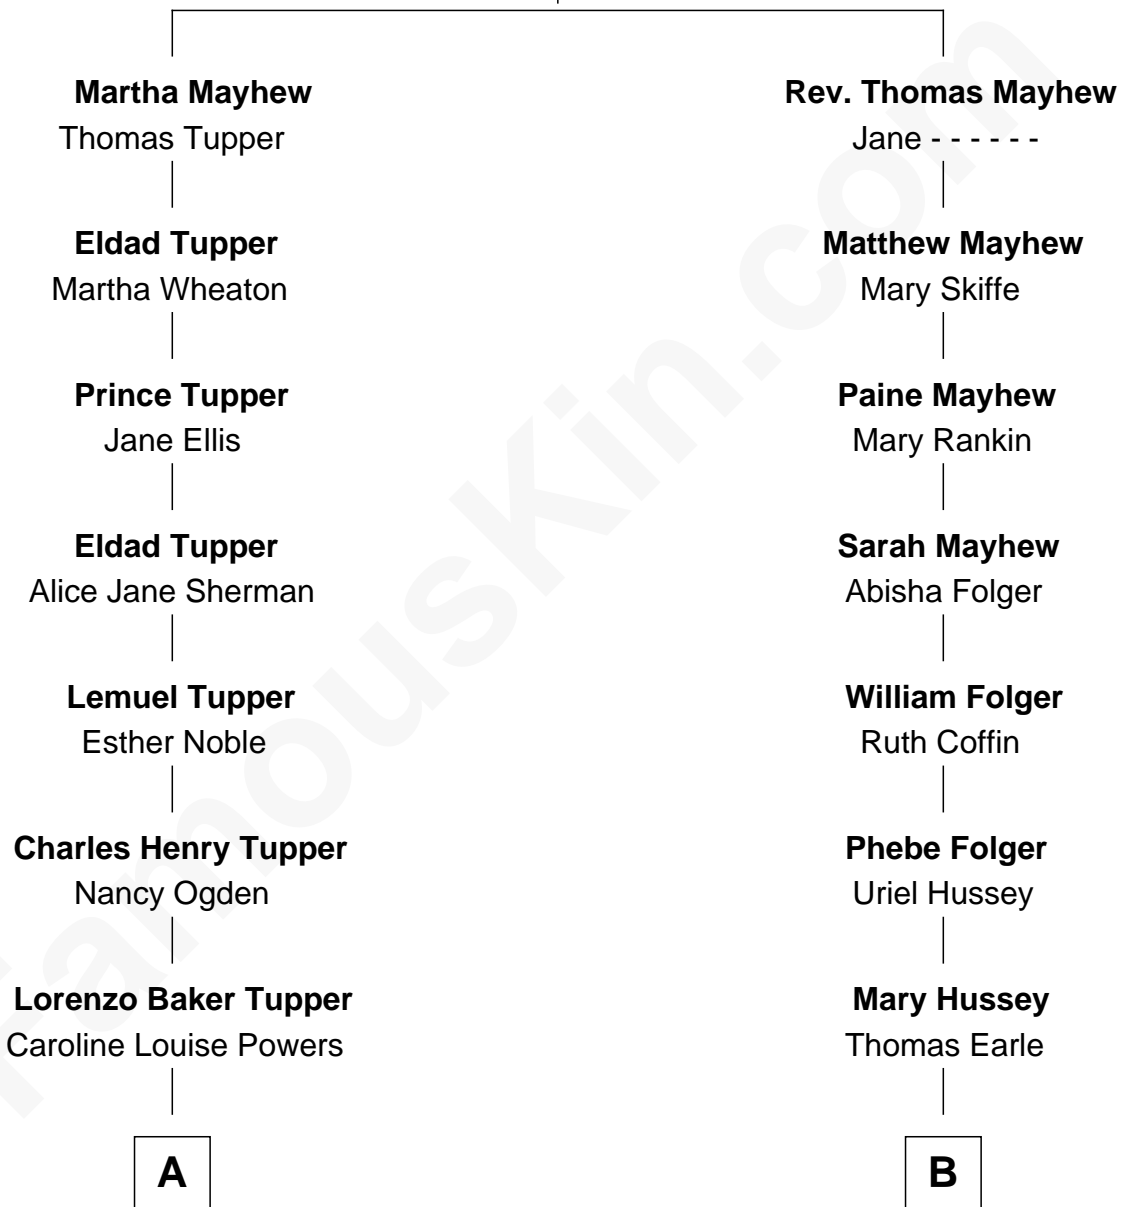 Martha Mayhew
Thomas Tupper
Eldad Tupper
Martha Wheaton
Prince Tupper
Jane Ellis
Eldad Tupper
Alice Jane Sherman
Lemuel Tupper
Esther Noble
Charles Henry Tupper
Nancy Ogden
Lorenzo Baker Tupper
Caroline Louise Powers
A
Rev. Thomas Mayhew
Jane - - - - - -
Matthew Mayhew
Mary Skiffe
Paine Mayhew
Mary Rankin
Sarah Mayhew
Abisha Folger
William Folger
Ruth Coffin
Phebe Folger
Uriel Hussey
Mary Hussey
Thomas Earle
B
FamousKin.com